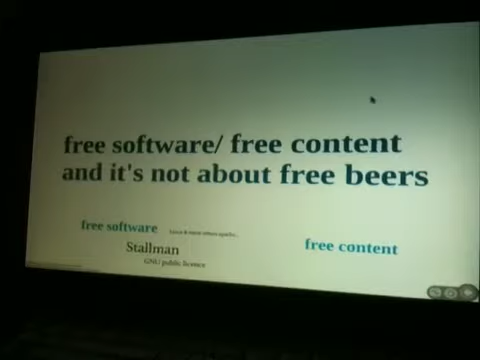 free software/ free content
and it's not about free beers
free software
free content
Stallman
GNU public licence